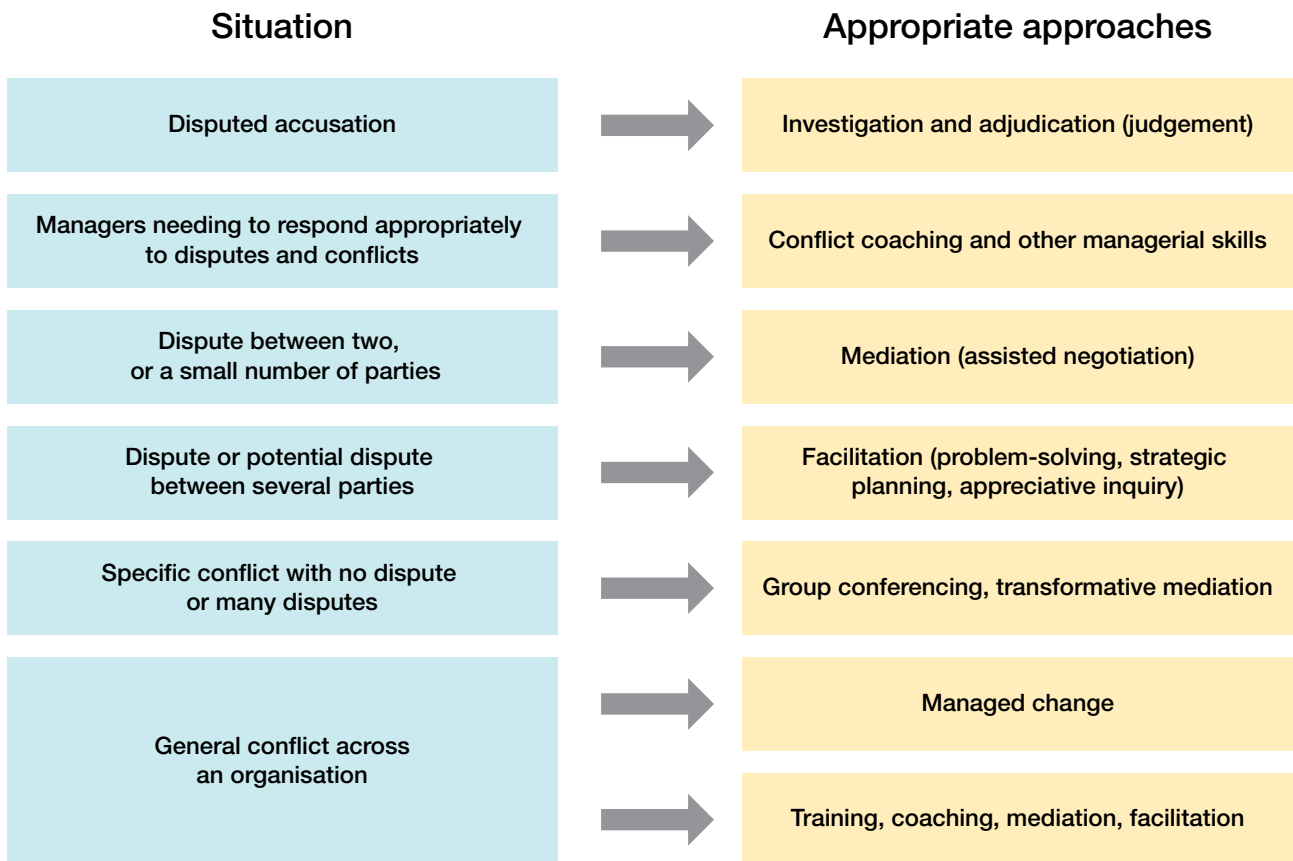 Situation
Appropriate approaches
Disputed accusation
Investigation and adjudication (judgement)
Managers needing to respond appropriately
to disputes and conflicts
Conflict coaching and other managerial skills
Dispute between two,
or a small number of parties
Mediation (assisted negotiation)
Dispute or potential dispute
between several parties
Facilitation (problem-solving, strategic
planning, appreciative inquiry)
Specific conflict with no dispute
or many disputes
Group conferencing, transformative mediation
General conflict across
an organisation
Managed change
Training, coaching, mediation, facilitation